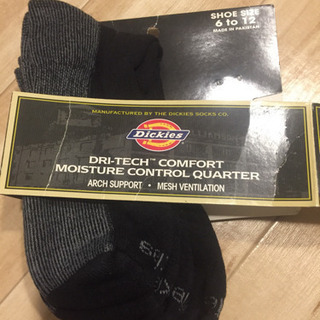 SHOE SIZE
6 to 12
MADE IN PAKISTAN
MANUFACTURED BY THE DICKIES SOCKS CO.
Dickies
DRI-TECH™ COMFORT
MOISTURE CONTROL QUARTER
ARCH SUPPORT • MESH VENTILATION